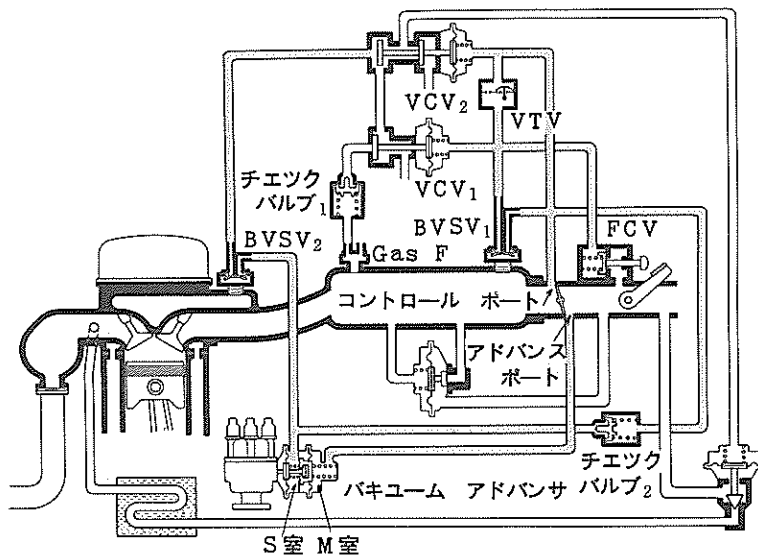 VCV₂
VTV
VCV₁
チエツク
バルブ₁
BVSV₂
BVSV₁
FCV
Gas F
コントロール ポート
アドバンス
ポート
チエツク
バルブ₂
バキユーム アドバンサ
S室 M室